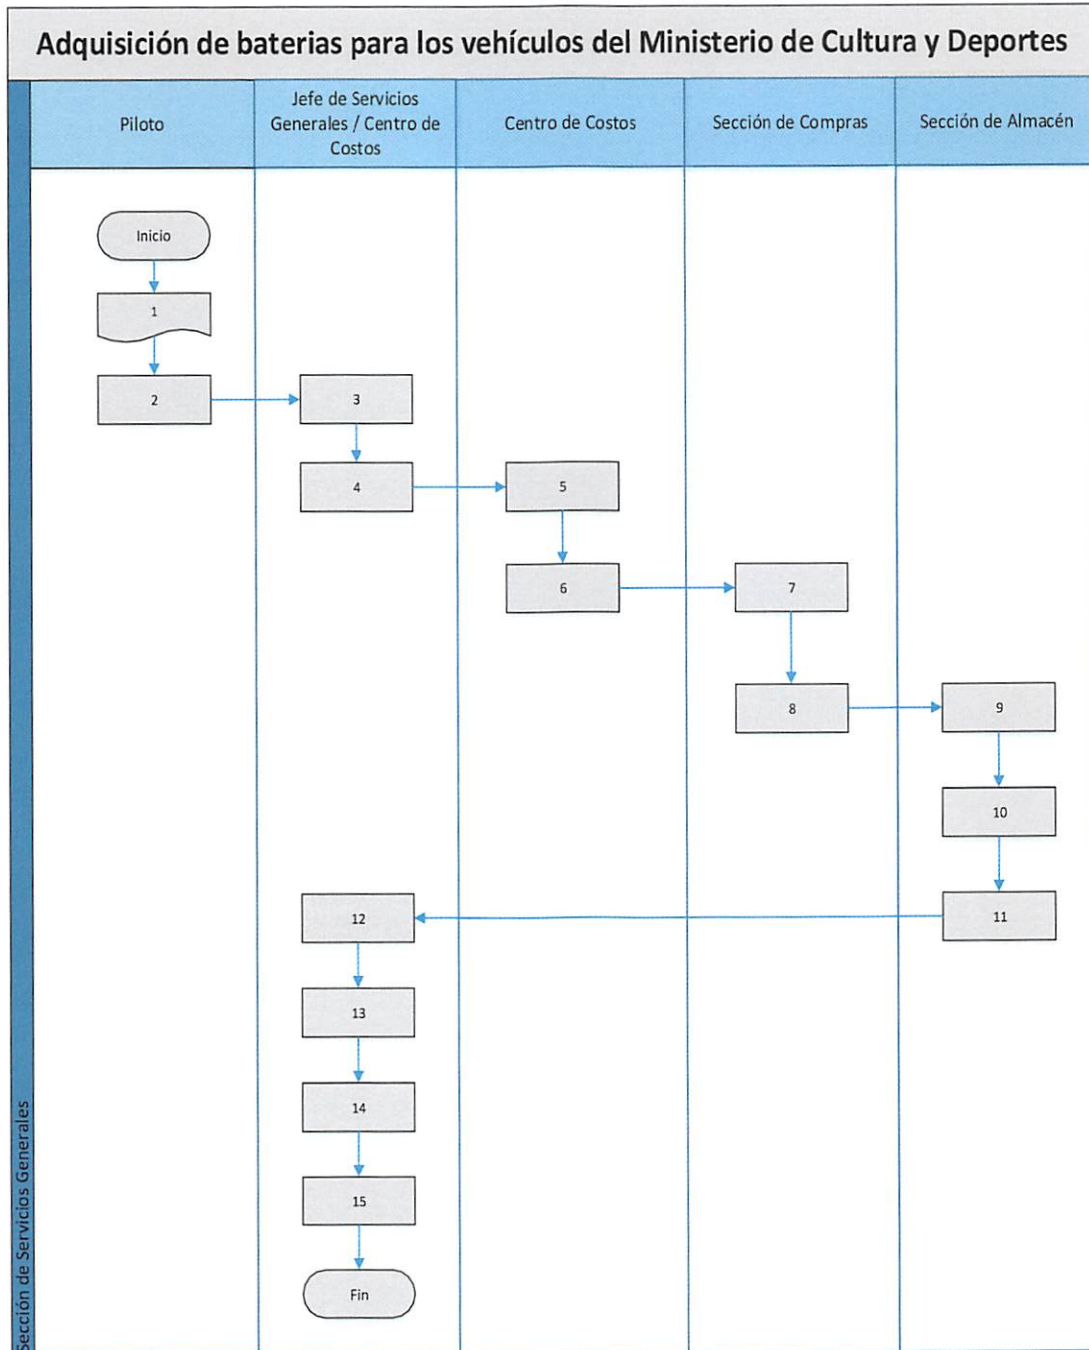 Adquisición de baterias para los vehículos del Ministerio de Cultura y Deportes
Piloto
Jefe de Servicios
Generales / Centro de
Costos
Centro de Costos
Sección de Compras
Sección de Almacén
Inicio
1
2
3
4
5
6
7
8
9
10
11
12
13
14
15
Fin
Sección de Servicios Generales